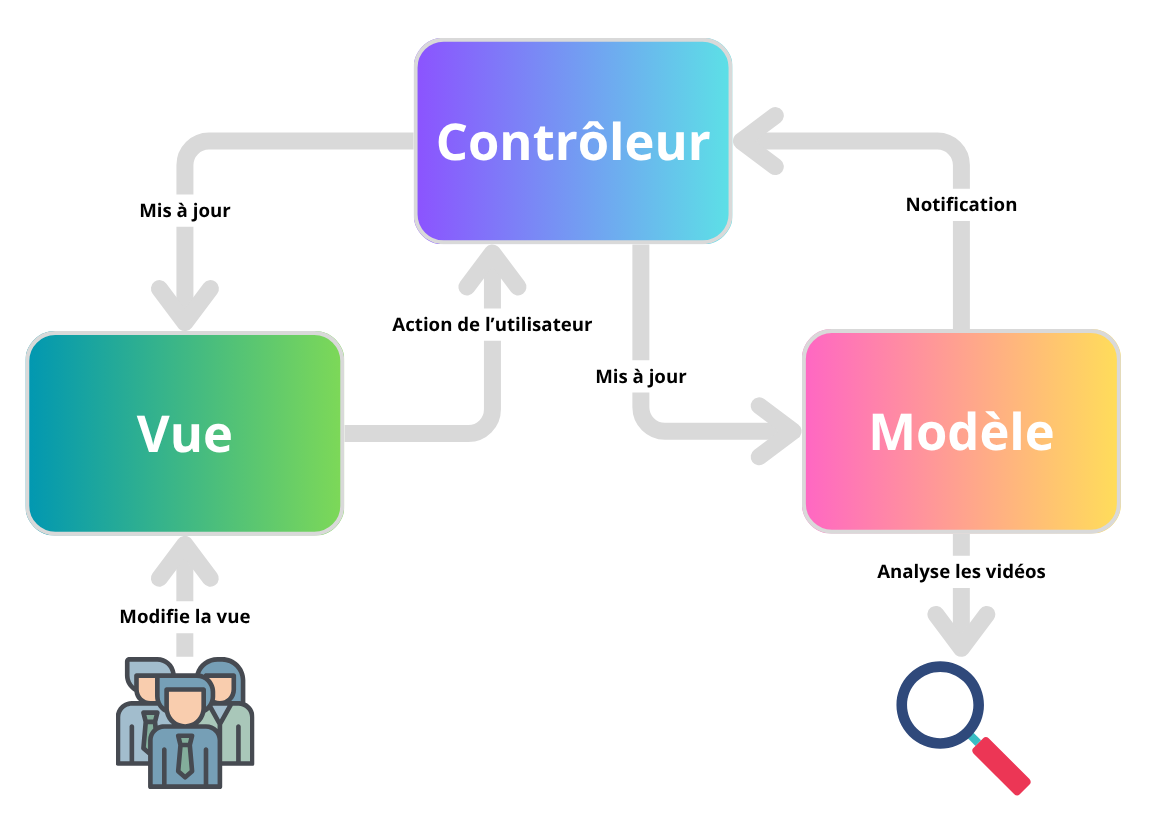 Contrôleur
Mis à jour
Notification
Action de l’utilisateur
Mis à jour
Vue
Modèle
Analyse les vidéos
Modifie la vue